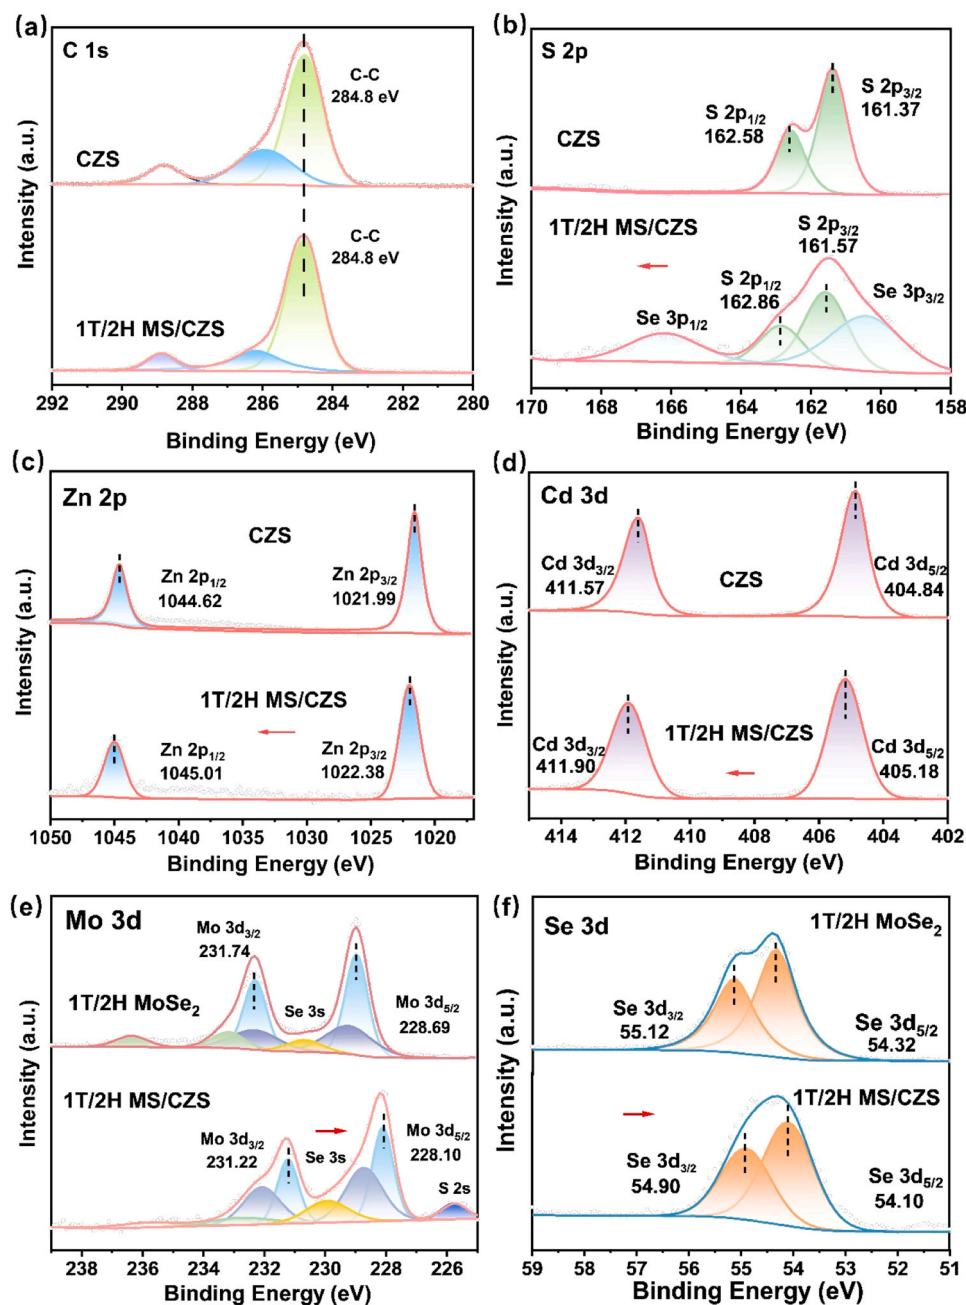 (a)
C 1s
C-C
284.8 eV
CZS
C-C
284.8 eV
1T/2H MS/CZS
Intensity (a.u.)
292 290 288 286 284 282 280
Binding Energy (eV)
(b)
S 2p
S 2p3/2
161.37
S 2p1/2
162.58
CZS
1T/2H MS/CZS
S 2p3/2
161.57
S 2p1/2
162.86
Se 3p3/2
Se 3p1/2
Intensity (a.u.)
170 168 166 164 162 160 158
Binding Energy (eV)
(c)
Zn 2p
CZS
Zn 2p1/2
1044.62
Zn 2p3/2
1021.99
1T/2H MS/CZS
Zn 2p1/2
1045.01
Zn 2p3/2
1022.38
Intensity (a.u.)
1050 1045 1040 1035 1030 1025 1020
Binding Energy (eV)
(d)
Cd 3d
Cd 3d3/2
411.57
CZS
Cd 3d5/2
404.84
Cd 3d3/2
411.90
1T/2H MS/CZS
Cd 3d5/2
405.18
Intensity (a.u.)
414 412 410 408 406 404 402
Binding Energy (eV)
(e)
Mo 3d
Mo 3d3/2
231.74
1T/2H MoSe2
Se 3s
Mo 3d5/2
228.69
1T/2H MS/CZS
Mo 3d3/2
231.22
Se 3s
Mo 3d5/2
228.10
S 2s
Intensity (a.u.)
238 236 234 232 230 228 226
Binding Energy (eV)
(f)
Se 3d
1T/2H MoSe2
Se 3d3/2
55.12
Se 3d5/2
54.32
1T/2H MS/CZS
Se 3d3/2
54.90
Se 3d5/2
54.10
Intensity (a.u.)
59 58 57 56 55 54 53 52 51
Binding Energy (eV)